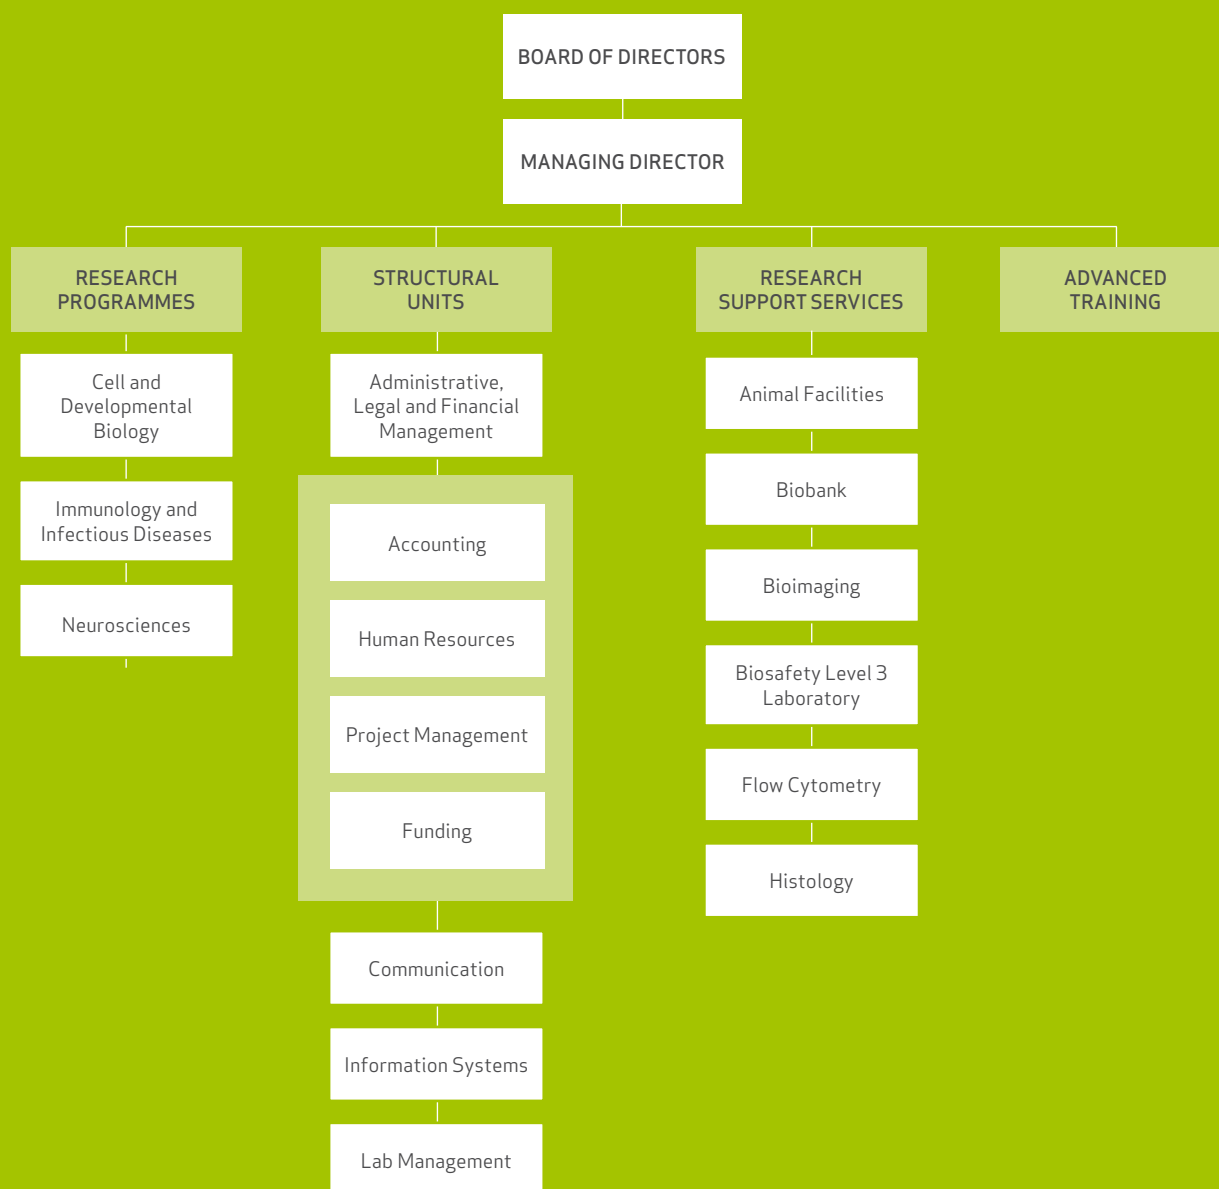 BOARD OF DIRECTORS
MANAGING DIRECTOR
RESEARCH
PROGRAMMES
Cell and
Developmental
Biology
Immunology and
Infectious Diseases
Neurosciences
STRUCTURAL
UNITS
Administrative,
Legal and Financial
Management
Accounting
Human Resources
Project Management
Funding
Communication
Information Systems
Lab Management
RESEARCH
SUPPORT SERVICES
Animal Facilities
Biobank
Bioimaging
Biosafety Level 3
Laboratory
Flow Cytometry
Histology
ADVANCED
TRAINING